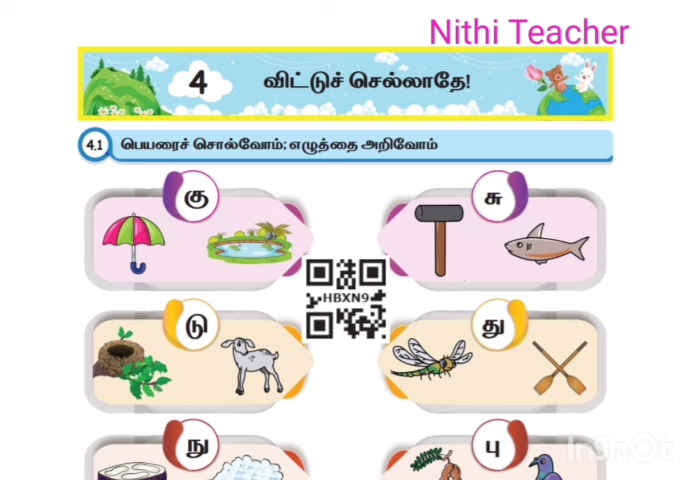 Nithi Teacher
4 விட்டுச் செல்லாதே!
4.1 பெயரைச் சொல்வோம்; எழுத்தை அறிவோம்
கு சு
HBXN9
டு து
நு பு
InShOt